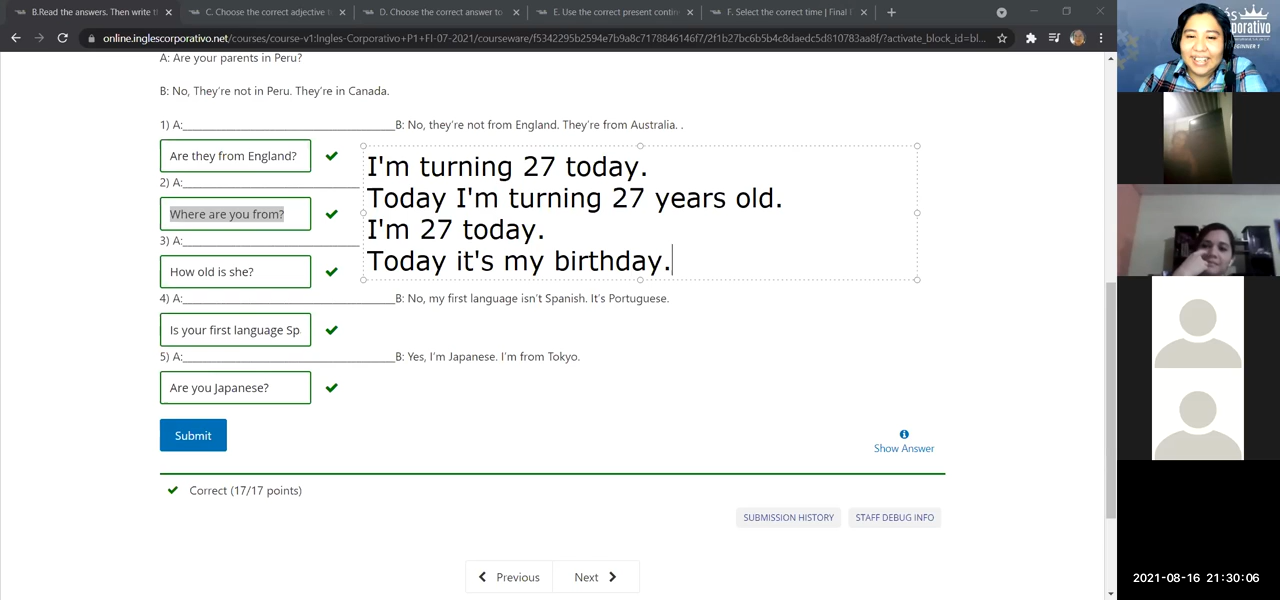 B.Read the answers. Then write th
C. Choose the correct adjective t
D. Choose the correct answer to
E. Use the correct present contin
F. Select the correct time | Final
online.inglescorporativo.net/courses/course-v1:Ingles-Corporativo+P1+FI-07-2021/courseware/f5342295b2594e7b9a8c7178846146f7/2f1b27bc6b5b4c8daedc5d810783aa8f/?activate_block_id=bl...
A: Are your parents in Peru?
B: No, They're not in Peru. They're in Canada.
1) A:___________________________________B: No, they're not from England. They're from Australia. .
Are they from England?
2) A:_____________________________
Where are you from?
3) A:_____________________________
How old is she?
I'm turning 27 today.
Today I'm turning 27 years old.
I'm 27 today.
Today it's my birthday.
4) A:___________________________________B: No, my first language isn't Spanish. It's Portuguese.
Is your first language Sp
5) A:___________________________________B: Yes, I'm Japanese. I'm from Tokyo.
Are you Japanese?
Submit
Show Answer
Correct (17/17 points)
SUBMISSION HISTORY
STAFF DEBUG INFO
Previous
Next
2021-08-16 21:30:06